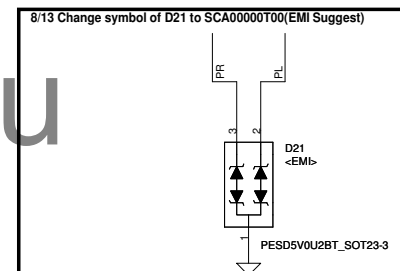 8/13 Change symbol of D21 to SCA00000T00(EMI Suggest)
PR
PL
u
3
2
D21
<EMI>
1
PESD5V0U2BT_SOT23-3